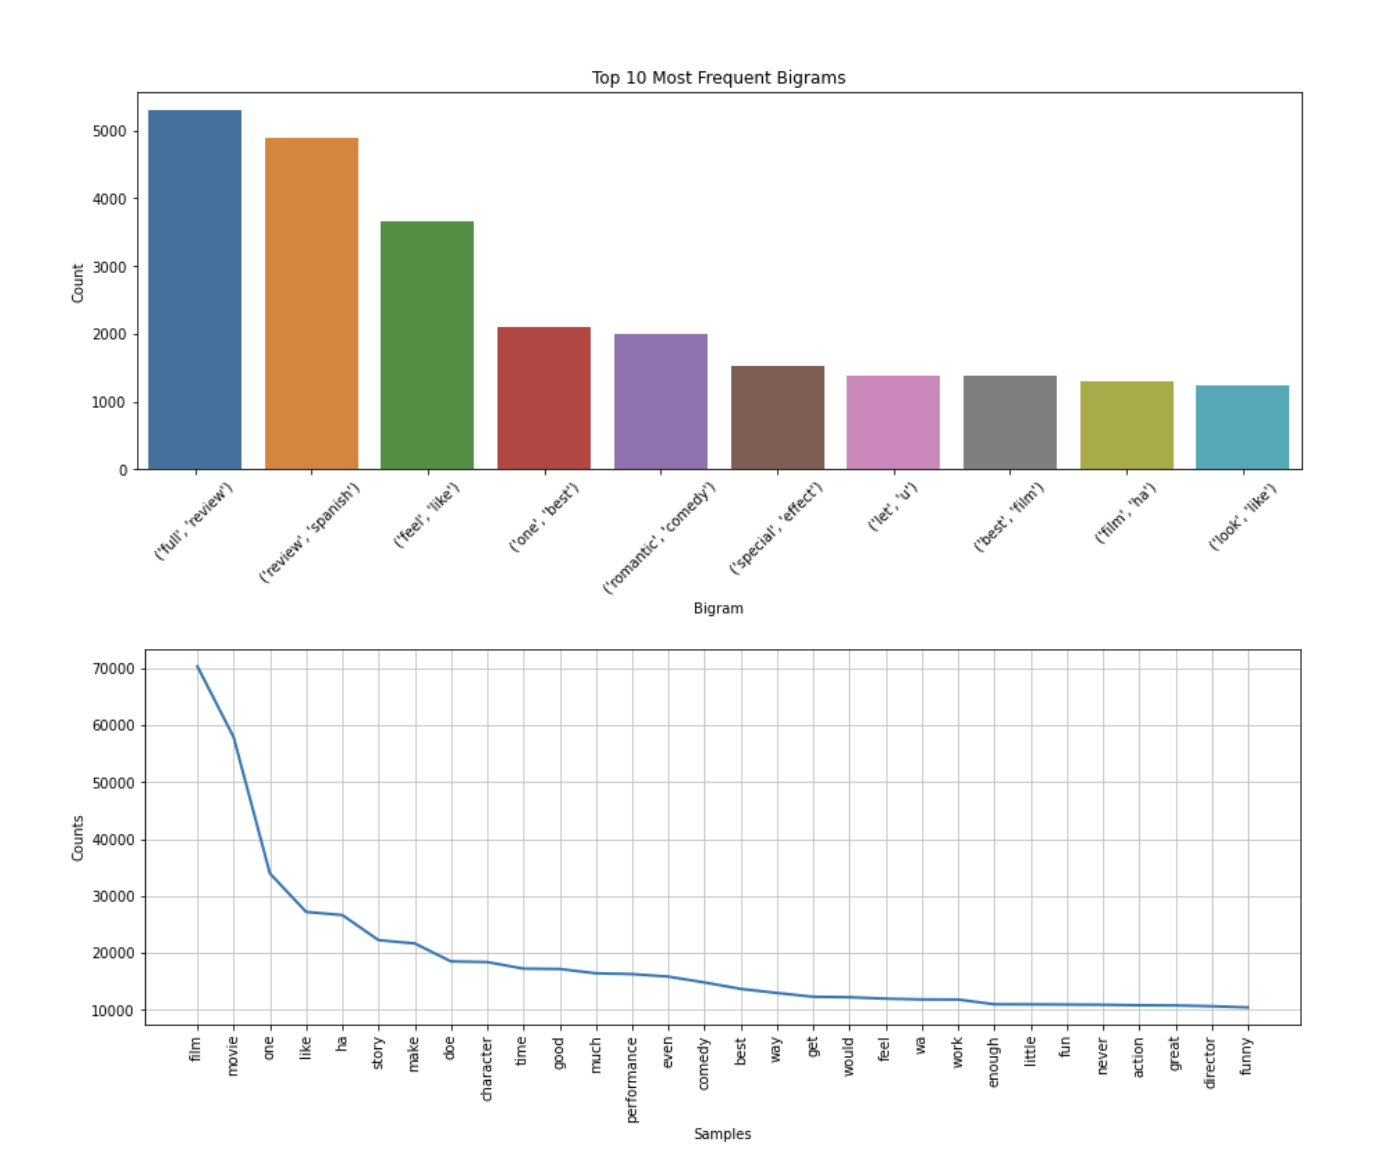 Top 10 Most Frequent Bigrams
5000
4000
3000
2000
1000
0
Count
('full', 'review')
('review', 'spanish')
('feel', 'like')
('one', 'best')
('romantic', 'comedy')
('special', 'effect')
('let', 'u')
('best', 'film')
('film', 'ha')
('look', 'like')
Bigram
70000
60000
50000
40000
30000
20000
10000
Counts
film
movie
one
like
ha
story
make
doe
character
time
good
much
performance
even
comedy
best
way
get
would
feel
wa
work
enough
little
fun
never
action
great
director
funny
Samples